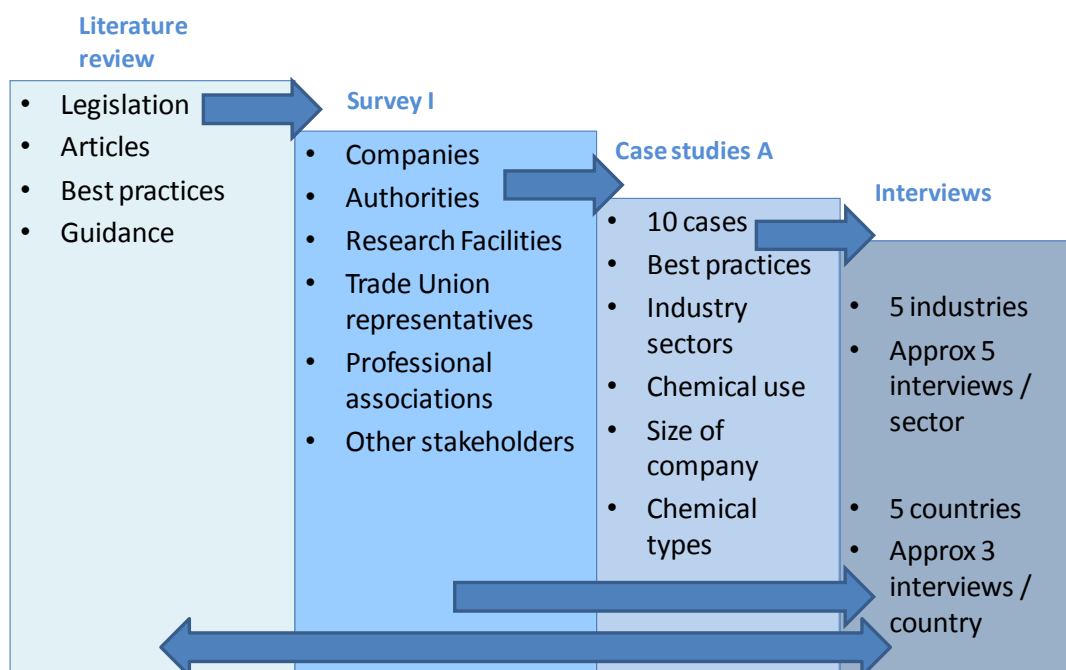 Literature
review
• Legislation
• Articles
• Best practices
• Guidance
Survey I
• Companies
• Authorities
• Research Facilities
• Trade Union
representatives
• Professional
associations
• Other stakeholders
Case studies A
• 10 cases
• Best practices
• Industry
sectors
• Chemical use
• Size of
company
• Chemical
types
Interviews
• 5 industries
• Approx 5
interviews /
sector
• 5 countries
• Approx 3
interviews /
country